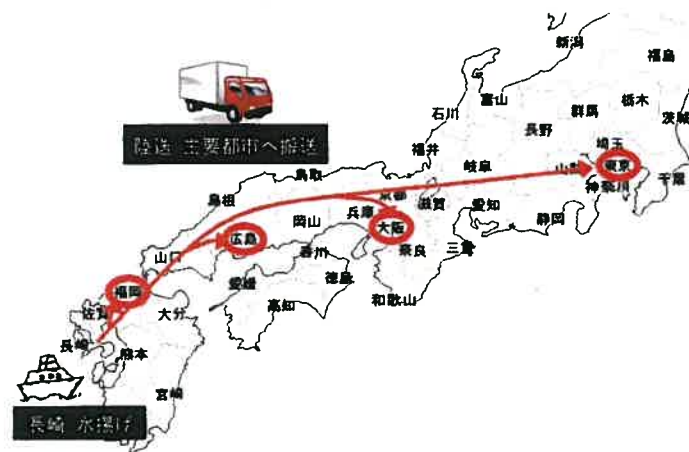 新潟
福島
富山
石川
群馬
栃木
茨城
長野
埼玉
陸送 主要都市へ搬送
福井
岐阜
東京
鳥取
京都
神奈川
千葉
島根
兵庫
滋賀
愛知
岡山
静岡
広島
大阪
山口
香川
奈良
三重
愛媛
徳島
福岡
和歌山
佐賀
大分
高知
長崎
熊本
宮崎
長崎 水揚げ